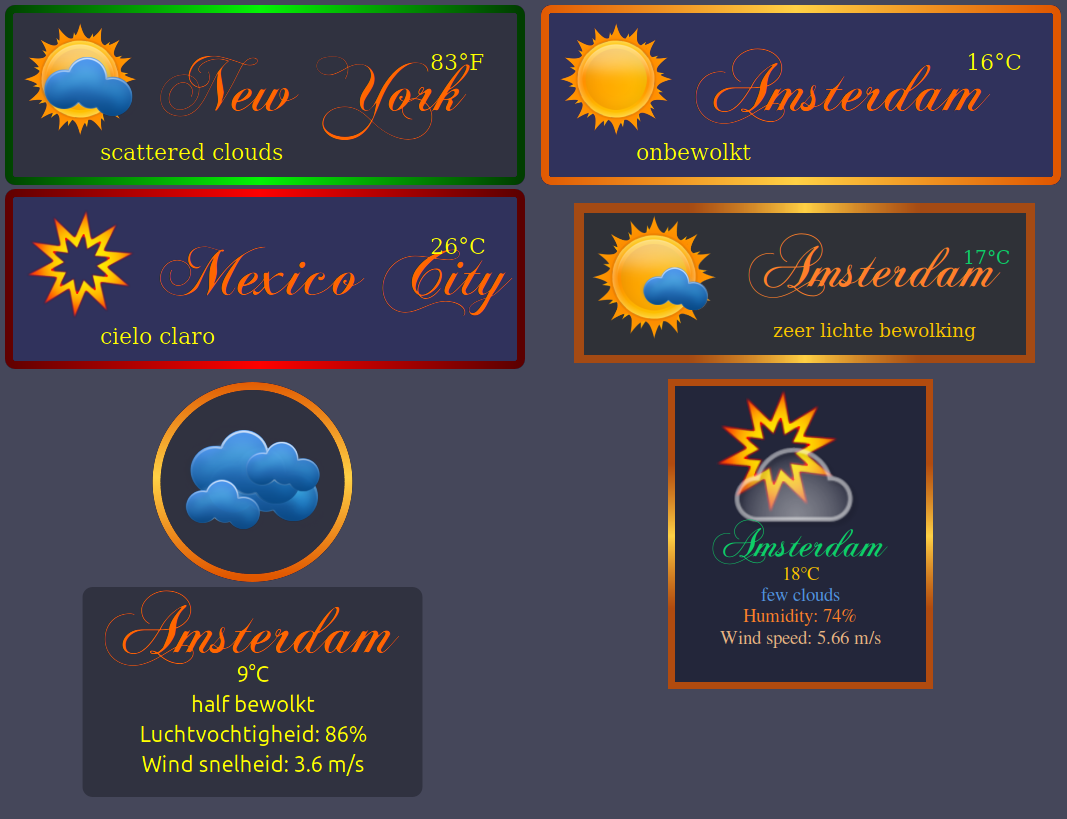 New York
83°F
scattered clouds
Amsterdam
16°C
onbewolkt
Mexico City
26°C
cielo claro
Amsterdam
17°C
zeer lichte bewolking
Amsterdam
9°C
half bewolkt
Luchtvochtigheid: 86%
Wind snelheid: 3.6 m/s
Amsterdam
18°C
few clouds
Humidity: 74%
Wind speed: 5.66 m/s